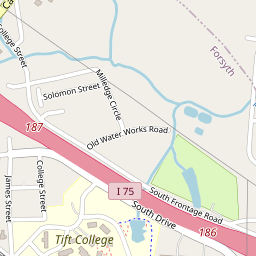 Ca
College Street
Forsyth
Milledge Circle
Solomon Street
187
Old Water Works Road
I 75
College Street
James Street
South Frontage Road
South Drive
186
Tift College